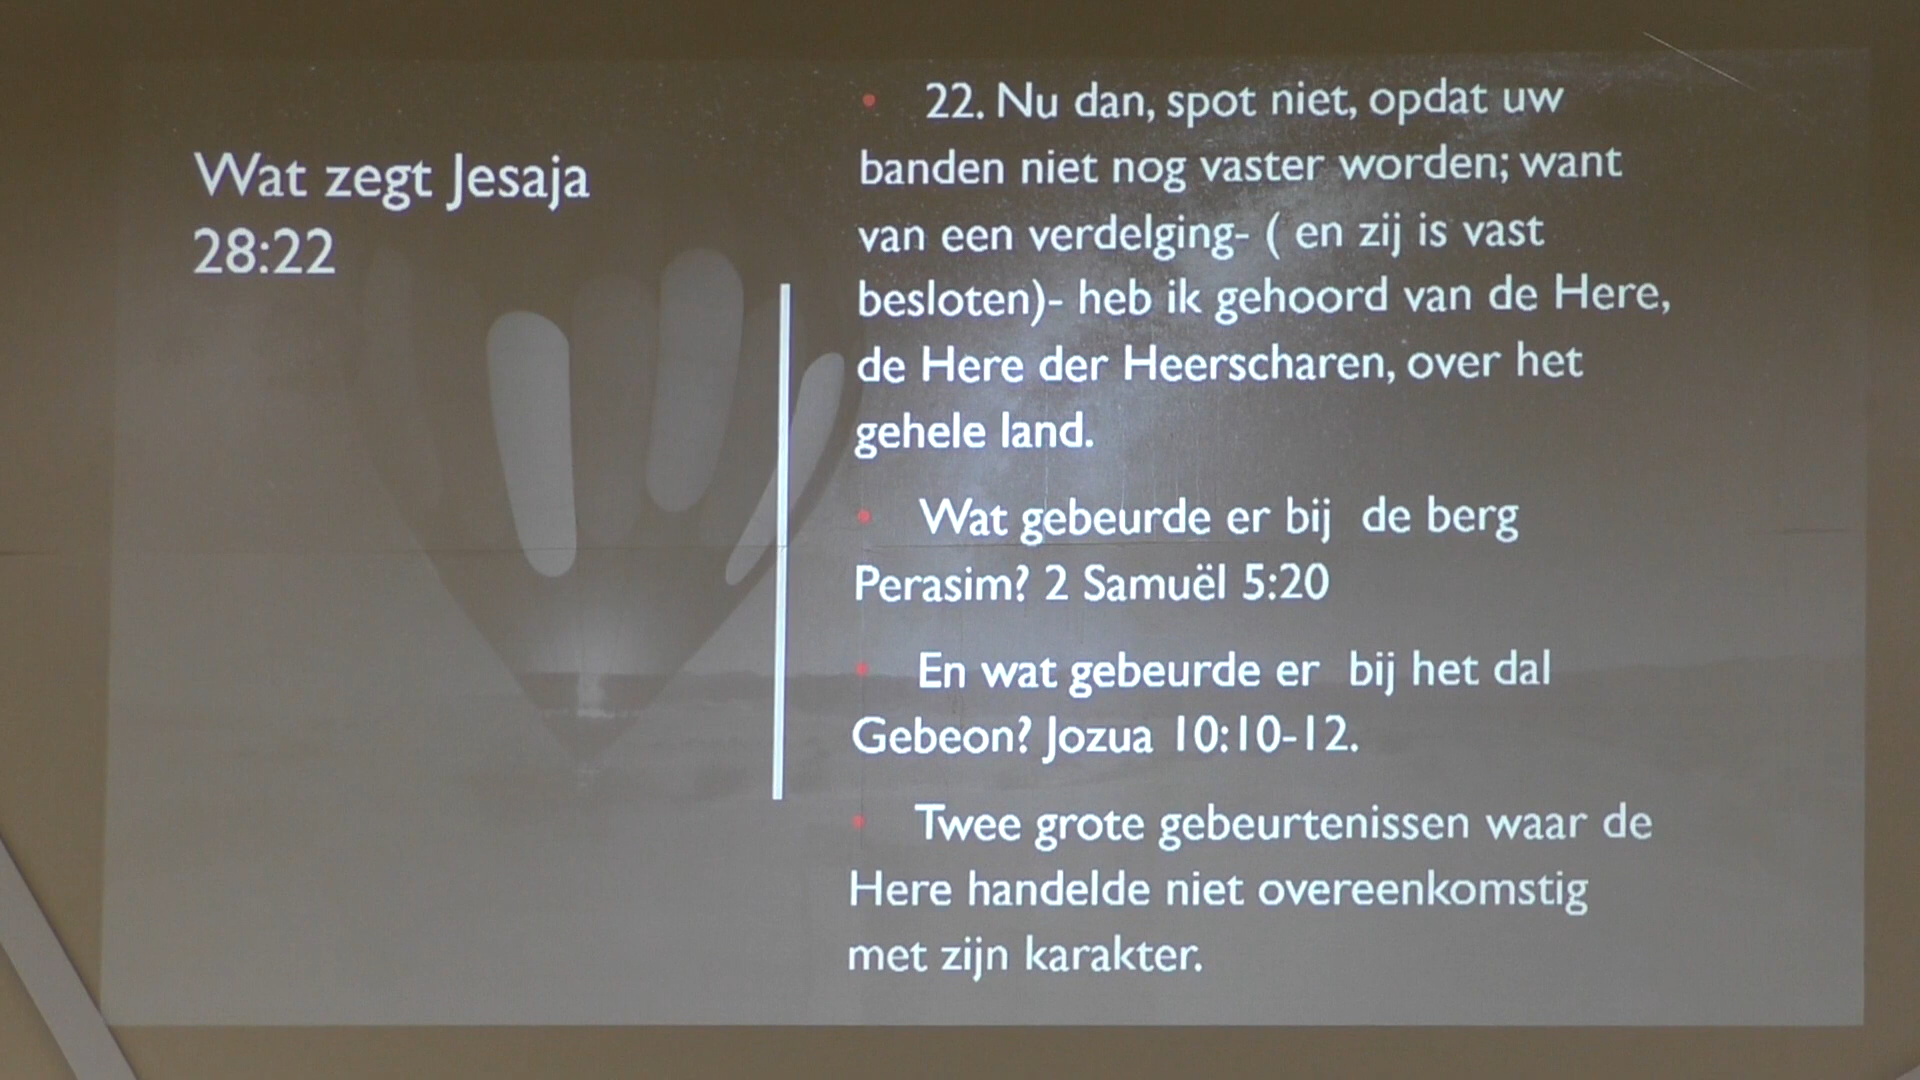 Wat zegt Jesaja
28:22
• 22. Nu dan, spot niet, opdat uw
banden niet nog vaster worden; want
van een verdelging- ( en zij is vast
besloten)- heb ik gehoord van de Here,
de Here der Heerscharen, over het
gehele land.
• Wat gebeurde er bij de berg
Perasim? 2 Samuël 5:20
• En wat gebeurde er bij het dal
Gebeon? Jozua 10:10-12.
• Twee grote gebeurtenissen waar de
Here handelde niet overeenkomstig
met zijn karakter.